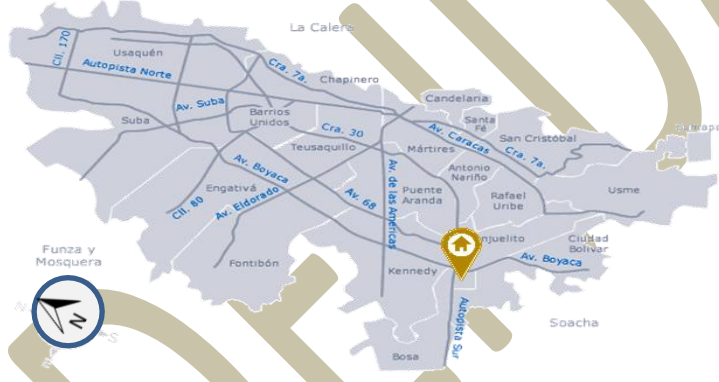 La Calera
Cll. 170
Usaquén
Autopista Norte
Cra. 7a.
Chapinero
Candelaria
Av. Suba
Suba
Barrios
Unidos
Cra. 30
Teusaquillo
Santa
Fé
Av. Caracas
San Cristóbal
Cra. 7a.
Mártires
Antonio
Nariño
Av. Boyaca
Engativá
Cll. 80
Av. Eldorado
Av. 68
Av. de las Américas
Puente
Aranda
Rafael
Uribe
Usme
Funza y
Mosquera
Fontibón
Kennedy
njuelito
Ciudad
Bolívar
Av. Boyaca
N
S
Autopista Sur
Soacha
Bosa